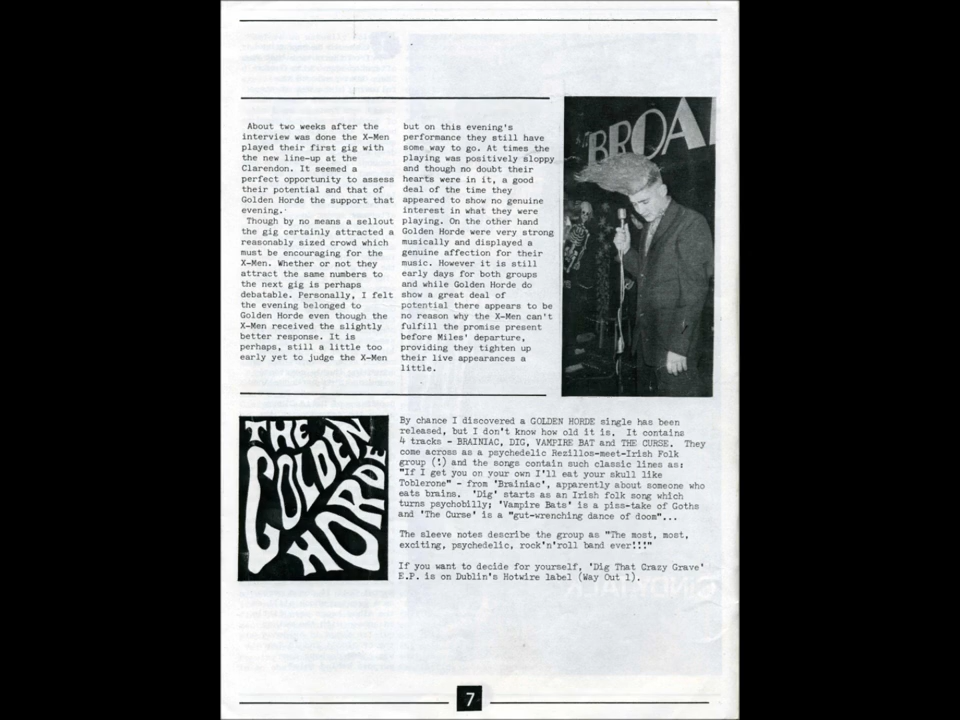 About two weeks after the
interview was done the X-Men
played their first gig with
the new line-up at the
Clarendon. It seemed a
perfect opportunity to assess
their potential and that of
Golden Horde the support that
evening.
Though by no means a sellout
the gig certainly attracted a
reasonably sized crowd which
must be encouraging for the
X-Men. Whether or not they
attract the same numbers to
the next gig is perhaps
debatable. Personally, I felt
the evening belonged to
Golden Horde even though the
X-Men received the slightly
better response. It is
perhaps, still a little too
early yet to judge the X-Men
but on this evening's
performance they still have
some way to go. At times the
playing was positively sloppy
and though no doubt their
hearts were in it, a good
deal of the time they
appeared to show no genuine
interest in what they were
playing. On the other hand
Golden Horde were very strong
musically and displayed a
genuine affection for their
music. However it is still
early days for both groups
and while Golden Horde do
show a great deal of
potential there appears to be
no reason why the X-Men can't
fulfill the promise present
before Miles' departure,
providing they tighten up
their live appearances a
little.
BROA
THE
GOLDEN
HORDE
By chance I discovered a GOLDEN HORDE single has been
released, but I don't know how old it is. It contains
4 tracks - BRAINIAC, DIG, VAMPIRE BAT and THE CURSE. They
come across as a psychedelic Rezillos-meet-Irish Folk
group (!) and the songs contain such classic lines as:
"If I get you on your own I'll eat your skull like
Toblerone" - from 'Brainiac', apparently about someone who
eats brains. 'Dig' starts as an Irish folk song which
turns psychobilly; 'Vampire Bats' is a piss-take of Goths
and 'The Curse' is a "gut-wrenching dance of doom"...
The sleeve notes describe the group as "The most, most,
exciting, psychedelic, rock'n'roll band ever!!!"
If you want to decide for yourself, 'Dig That Crazy Grave'
E.P. is on Dublin's Hotwire label (Way Out 1).
7